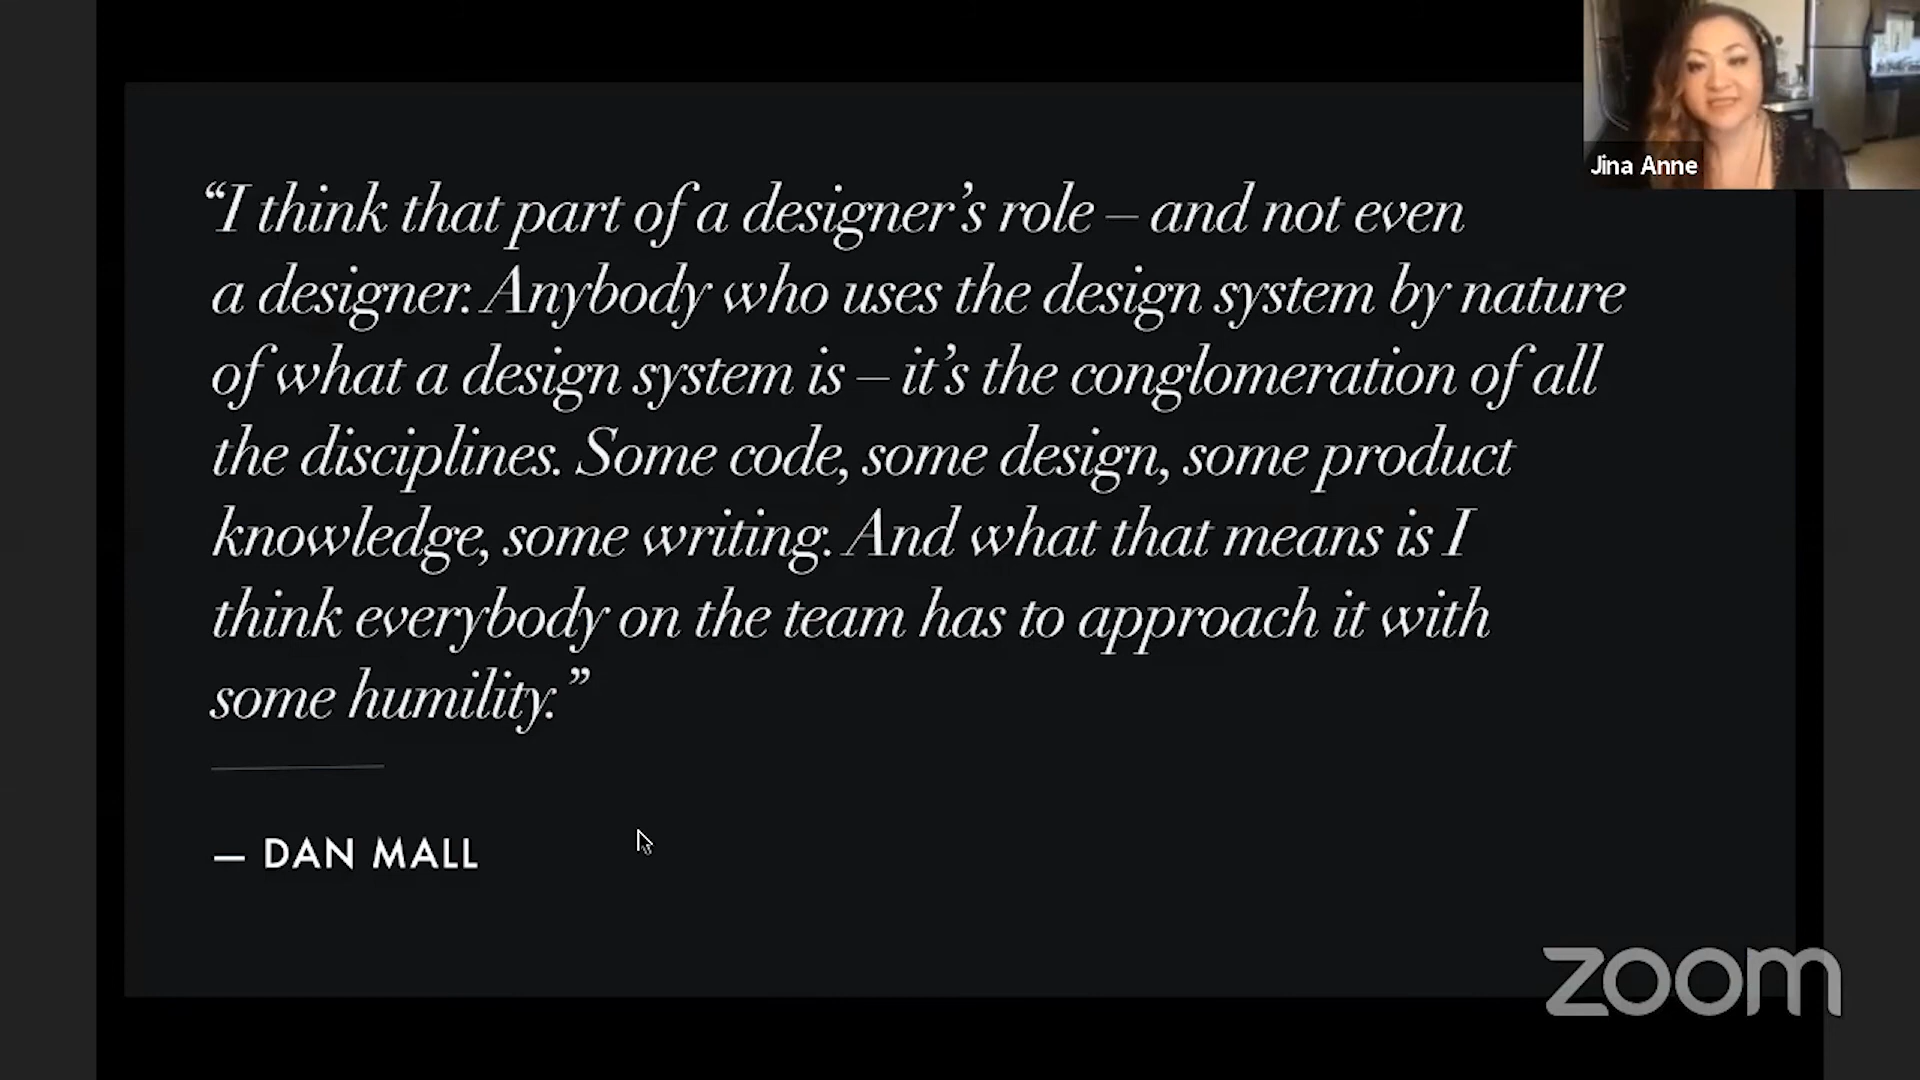 Jina Anne
“I think that part of a designer’s role – and not even
a designer. Anybody who uses the design system by nature
of what a design system is – it’s the conglomeration of all
the disciplines. Some code, some design, some product
knowledge, some writing. And what that means is I
think everybody on the team has to approach it with
some humility.”
— DAN MALL
zoom